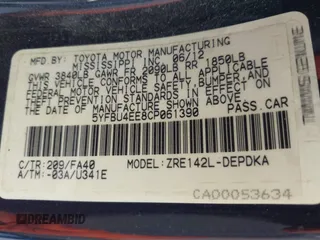 MFD. BY: TOYOTA MOTOR MANUFACTURING
MISSISSIPPI INC. 06/12
GVWR 3840LB GAWR FR 2090LB RR 1850LB
THIS VEHICLE CONFORMS TO ALL APPLICABLE
FEDERAL MOTOR VEHICLE SAFETY, BUMPER, AND
THEFT PREVENTION STANDARDS IN EFFECT ON
THE DATE OF MANUFACTURE SHOWN ABOVE.
5YFBU4EE8CP061390 PASS.CAR
C/TR:209/FA40 MODEL:ZRE142L-DEPDKA
A/TM:-03A/U341E
CA00053634
DREAMBID